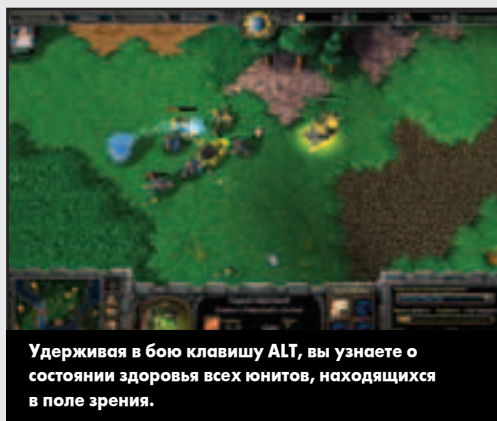 Удерживая в бою клавишу ALT, вы узнаете о
состоянии здоровья всех юнитов, находящихся
в поле зрения.